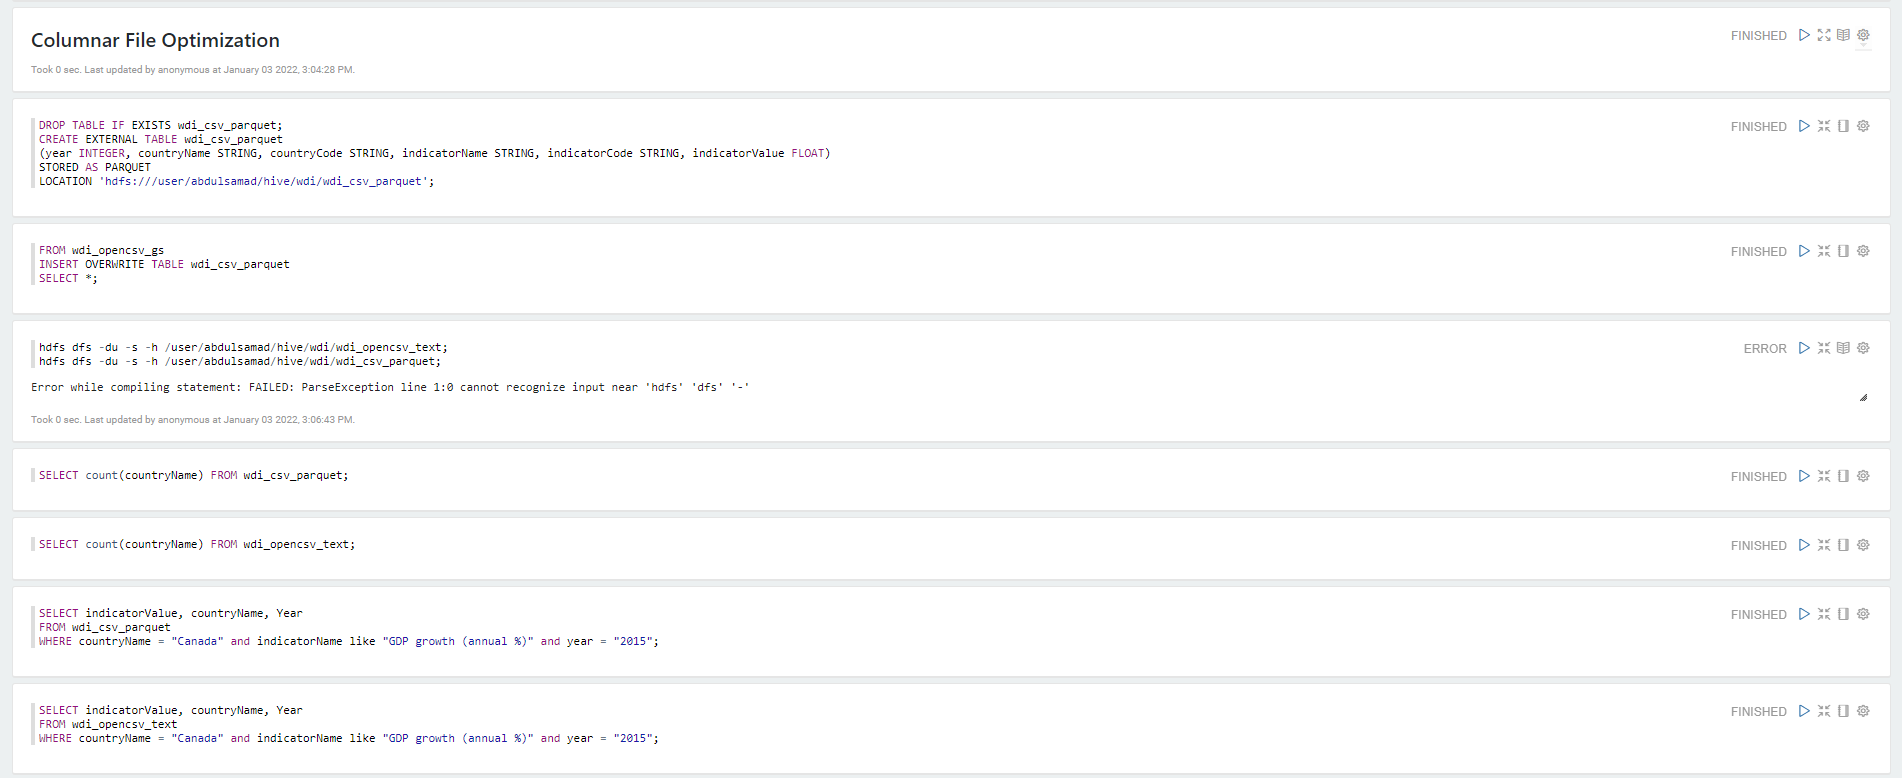 Columnar File Optimization
FINISHED
Took 0 sec. Last updated by anonymous at January 03 2022, 3:04:28 PM.
DROP TABLE IF EXISTS wdi_csv_parquet;
FINISHED
CREATE EXTERNAL TABLE wdi_csv_parquet
(year INTEGER, countryName STRING, countryCode STRING, indicatorName STRING, indicatorCode STRING, indicatorValue FLOAT)
STORED AS PARQUET
LOCATION 'hdfs:///user/abdulsamad/hive/wdi/wdi_csv_parquet';
FROM wdi_opencsv_gs
FINISHED
INSERT OVERWRITE TABLE wdi_csv_parquet
SELECT *;
hdfs dfs -du -s -h /user/abdulsamad/hive/wdi/wdi_opencsv_text;
ERROR
hdfs dfs -du -s -h /user/abdulsamad/hive/wdi/wdi_csv_parquet;
Error while compiling statement: FAILED: ParseException line 1:0 cannot recognize input near 'hdfs' 'dfs' '-'
Took 0 sec. Last updated by anonymous at January 03 2022, 3:06:43 PM.
SELECT count(countryName) FROM wdi_csv_parquet;
FINISHED
SELECT count(countryName) FROM wdi_opencsv_text;
FINISHED
SELECT indicatorValue, countryName, Year
FINISHED
FROM wdi_csv_parquet
WHERE countryName = "Canada" and indicatorName like "GDP growth (annual %)" and year = "2015";
SELECT indicatorValue, countryName, Year
FINISHED
FROM wdi_opencsv_text
WHERE countryName = "Canada" and indicatorName like "GDP growth (annual %)" and year = "2015";